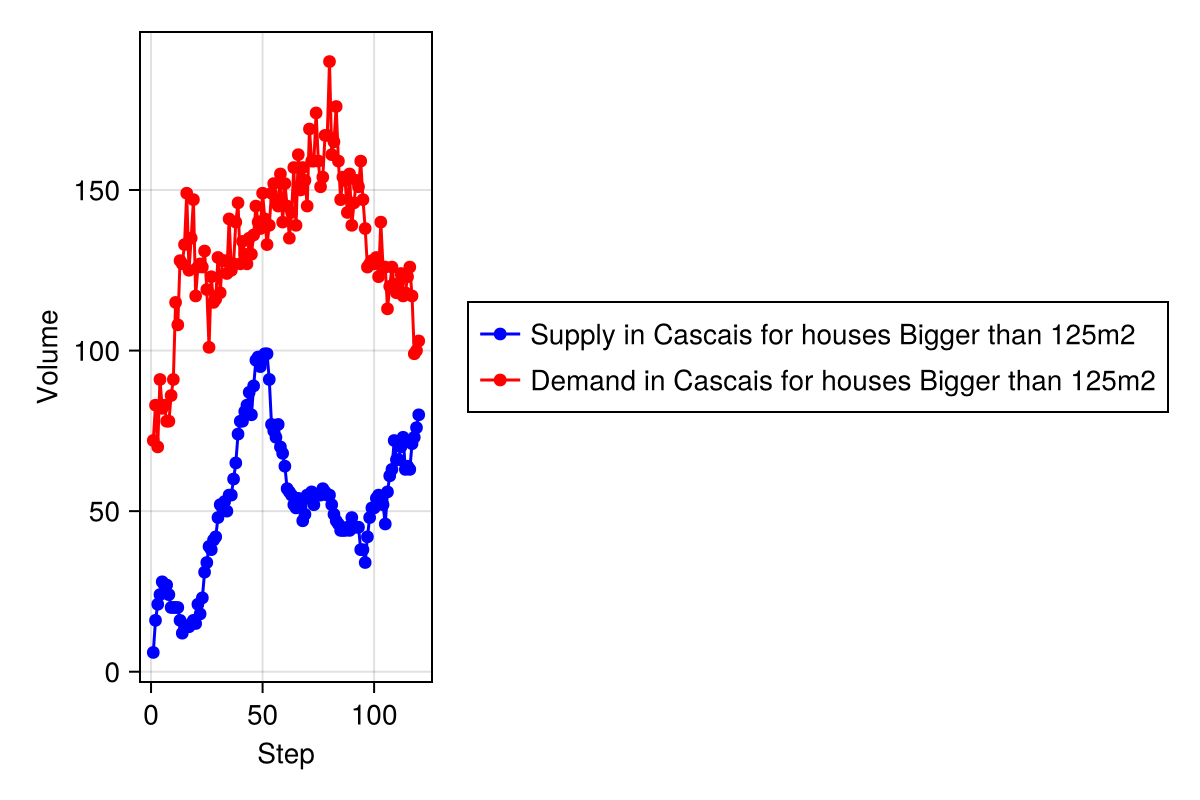 150
100
50
0
Volume
0 50 100
Step
Supply in Cascais for houses Bigger than 125m2
Demand in Cascais for houses Bigger than 125m2